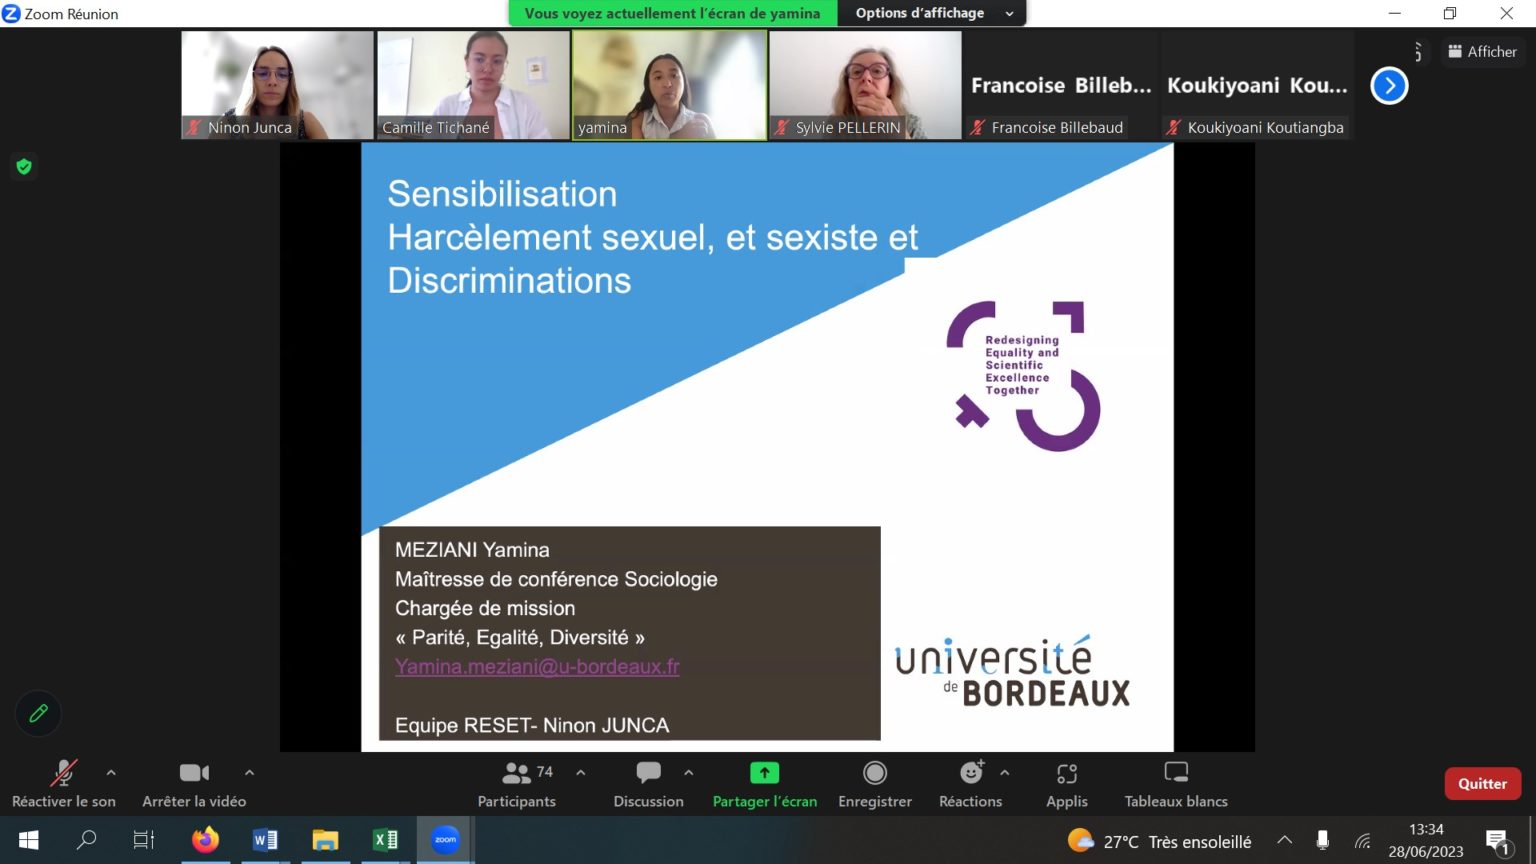 Zoom Réunion
Vous voyez actuellement l'écran de yamina
Options d'affichage
Afficher
Ninon Junca
Camille Tichané
yamina
Sylvie PELLERIN
Francoise Billeb...
Francoise Billebaud
Koukiyoani Kou...
Koukiyoani Koutiangba
Sensibilisation
Harcèlement sexuel, et sexiste et
Discriminations
Redesigning
Equality and
Scientific
Excellence
Together
MEZIANI Yamina
Maîtresse de conférence Sociologie
Chargée de mission
« Parité, Egalité, Diversité »
Yamina.meziani@u-bordeaux.fr
Equipe RESET- Ninon JUNCA
université
de BORDEAUX
Réactiver le son
Arrêter la vidéo
74
Participants
Discussion
Partager l'écran
Enregistrer
Réactions
Applis
Tableaux blancs
Quitter
zoom
27°C Très ensoleillé
13:34
28/06/2023
1